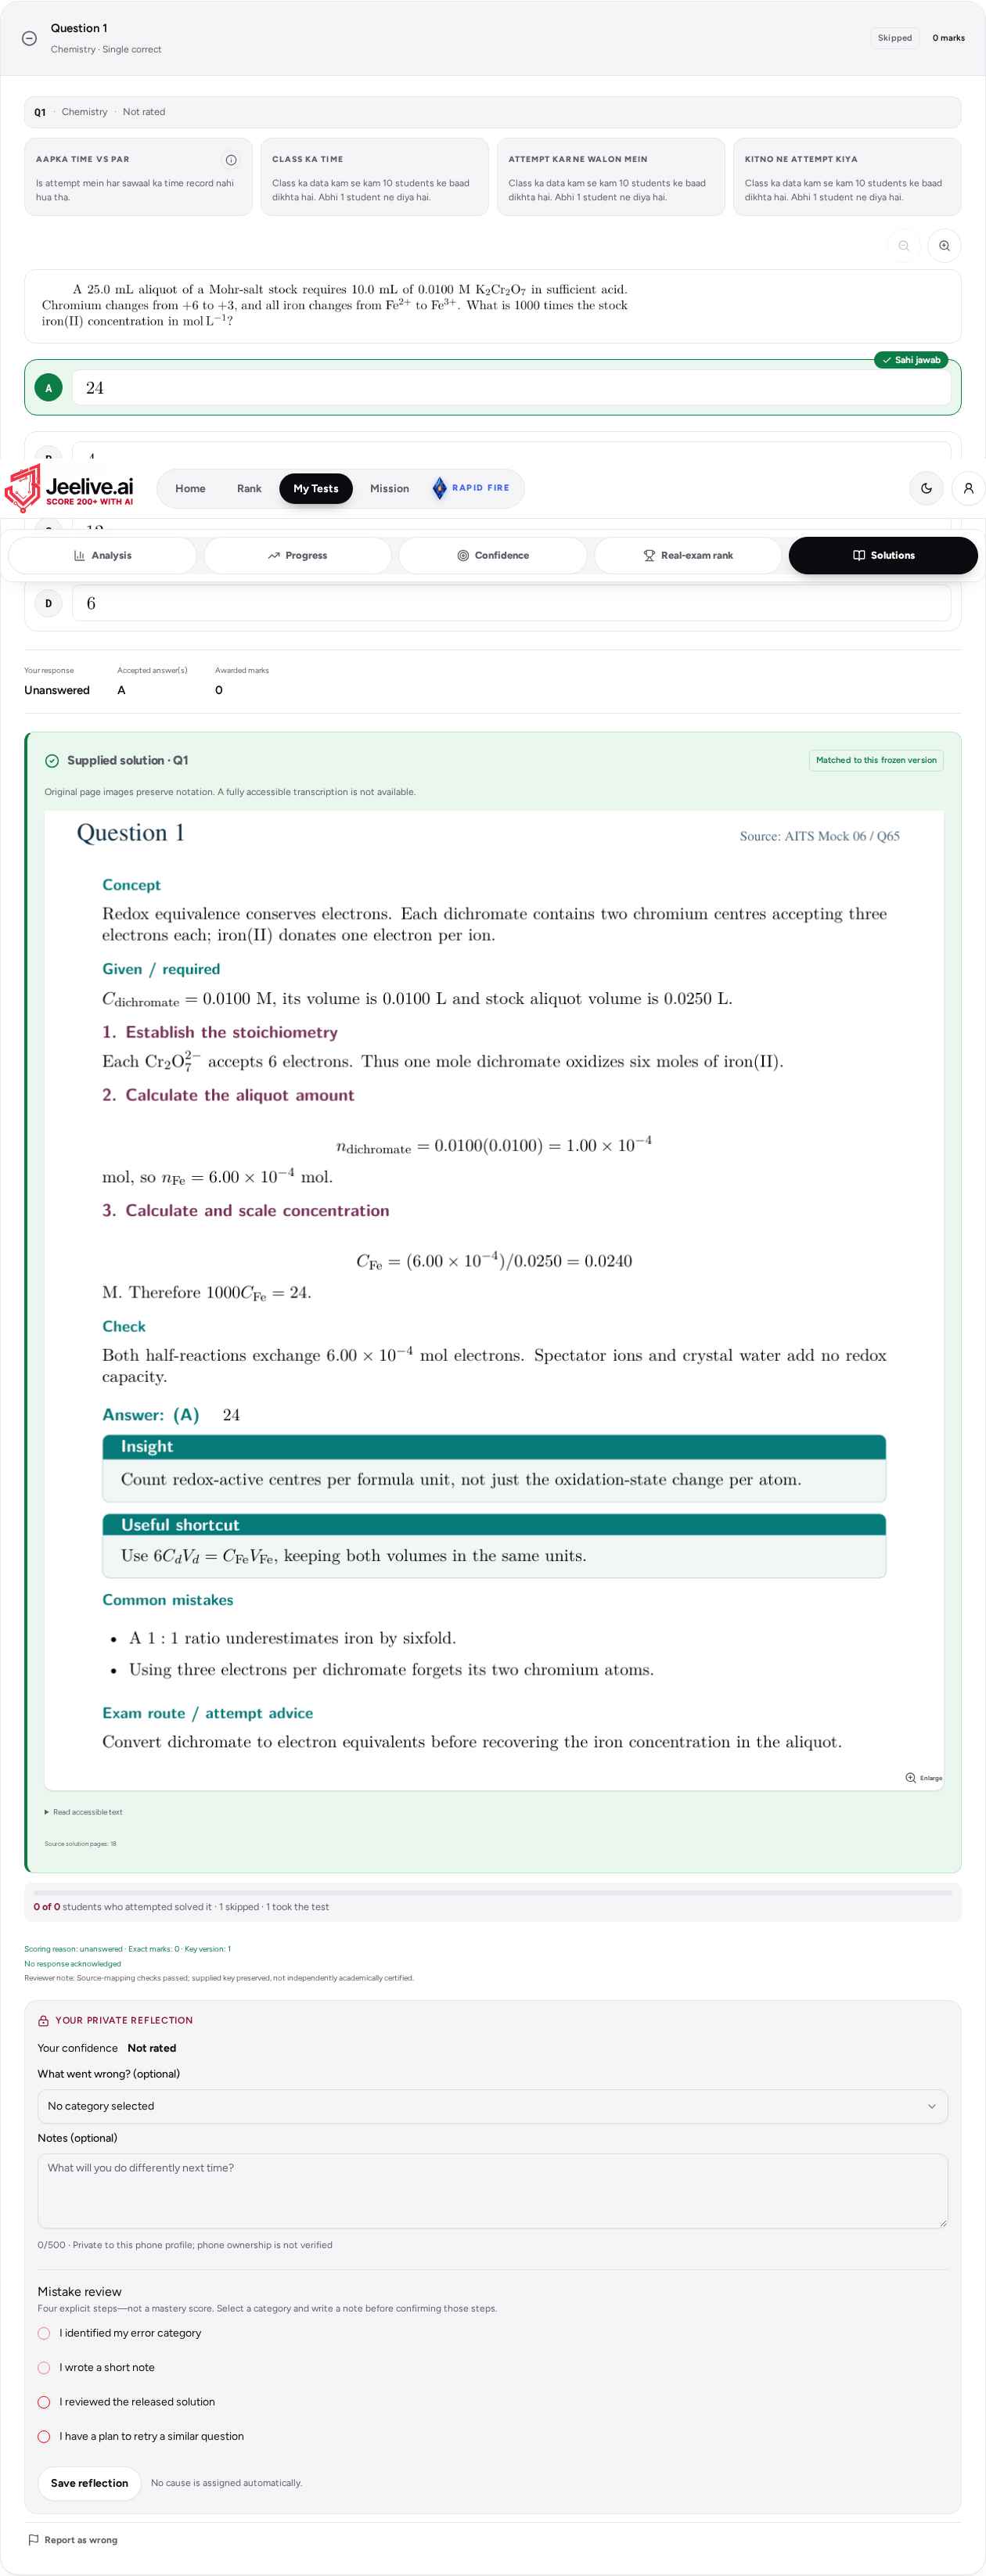 Question 1
Chemistry · Single correct
Skipped
0 marks
Q1 · Chemistry · Not rated
AAPKA TIME VS PAR
Is attempt mein har sawaal ka time record nahi
hua tha.
CLASS KA TIME
Class ka data kam se kam 10 students ke baad
dikhta hai. Abhi 1 student ne diya hai.
ATTEMPT KARNE WALON MEIN
Class ka data kam se kam 10 students ke baad
dikhta hai. Abhi 1 student ne diya hai.
KITNO NE ATTEMPT KIYA
Class ka data kam se kam 10 students ke baad
dikhta hai. Abhi 1 student ne diya hai.
A 25.0 mL aliquot of a Mohr-salt stock requires 10.0 mL of 0.0100 M K₂Cr₂O₇ in sufficient acid.
Chromium changes from +6 to +3, and all iron changes from Fe²⁺ to Fe³⁺. What is 1000 times the
iron(II) concentration in mol L⁻¹?
Sahi jawab
A 24
Jeelive.ai
SCORE 200+ WITH AI
Home
Rank
My Tests
Mission
RAPID FIRE
Analysis
Progress
Confidence
Real-exam rank
Solutions
D 6
Your response
Unanswered
Accepted answer(s)
A
Awarded marks
0
Supplied solution · Q1
Matched to this frozen version
Original page images preserve notation. A fully accessible transcription is not available.
Question 1
Source: AITS Mock 06 / Q65
Concept
Redox equivalence conserves electrons. Each dichromate contains two chromium centres accepting three
electrons each; iron(II) donates one electron per ion.
Given / required
C_dichromate = 0.0100 M, its volume is 0.0100 L and stock aliquot volume is 0.0250 L.
1. Establish the stoichiometry
Each Cr₂O₇²⁻ accepts 6 electrons. Thus one mole dichromate oxidizes six moles of iron(II).
2. Calculate the aliquot amount
n_dichromate = 0.0100(0.0100) = 1.00 × 10⁻⁴
mol, so n_Fe = 6.00 × 10⁻⁴ mol.
3. Calculate and scale concentration
C_Fe = (6.00 × 10⁻⁴)/0.0250 = 0.0240
M. Therefore 1000C_Fe = 24.
Check
Both half-reactions exchange 6.00 × 10⁻⁴ mol electrons. Spectator ions and crystal water add no redox
capacity.
Answer: (A) 24
Insight
Count redox-active centres per formula unit, not just the oxidation-state change per atom.
Useful shortcut
Use 6C_dV_d = C_FeV_Fe, keeping both volumes in the same units.
Common mistakes
• A 1 : 1 ratio underestimates iron by sixfold.
• Using three electrons per dichromate forgets its two chromium atoms.
Exam route / attempt advice
Convert dichromate to electron equivalents before recovering the iron concentration in the aliquot.
Enlarge
Read accessible text
Source solution pages: 18
0 of 0 students who attempted solved it · 1 skipped · 1 took the test
Scoring reason: unanswered · Exact marks: 0 · Key version: 1
No response acknowledged
Reviewer note: Source-mapping checks passed; supplied key preserved, not independently academically certified.
YOUR PRIVATE REFLECTION
Your confidence Not rated
What went wrong? (optional)
No category selected
Notes (optional)
What will you do differently next time?
0/500 · Private to this phone profile; phone ownership is not verified
Mistake review
Four explicit steps—not a mastery score. Select a category and write a note before confirming those steps.
I identified my error category
I wrote a short note
I reviewed the released solution
I have a plan to retry a similar question
Save reflection
No cause is assigned automatically.
Report as wrong